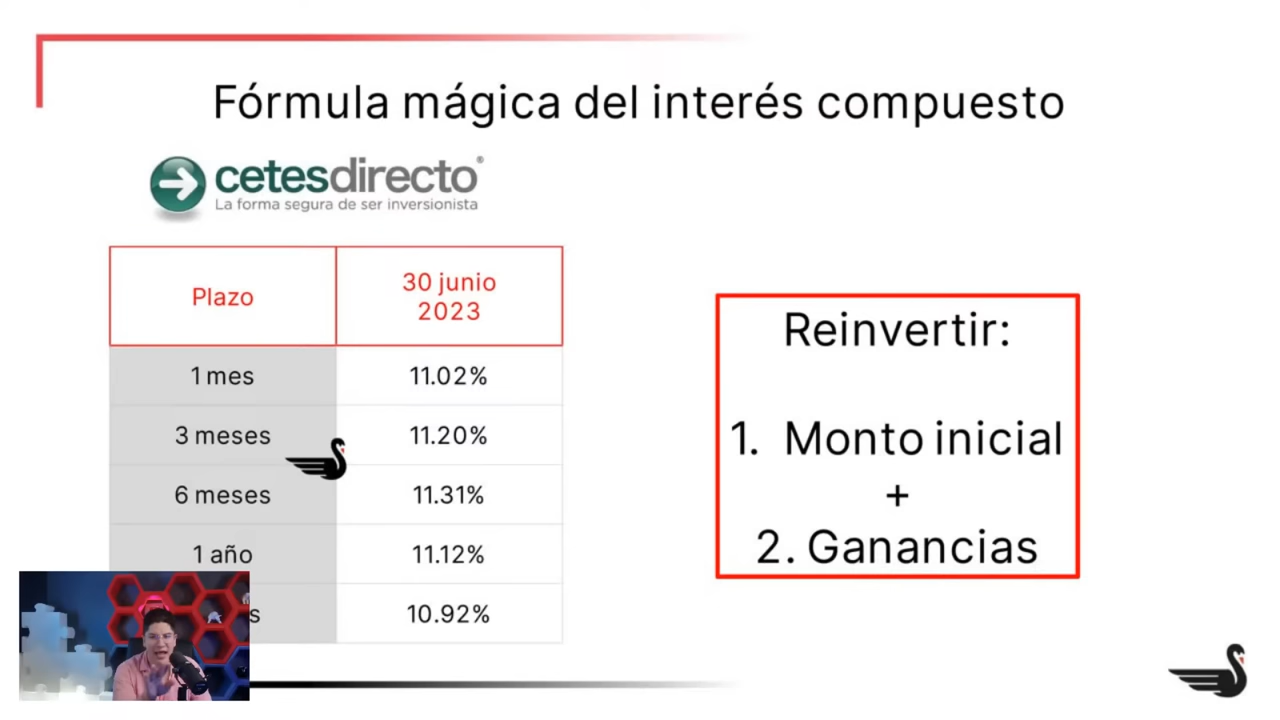 Fórmula mágica del interés compuesto
cetesdirecto®
La forma segura de ser inversionista
Plazo
30 junio
2023
1 mes
11.02%
3 meses
11.20%
6 meses
11.31%
1 año
11.12%
10.92%
Reinvertir:
1. Monto inicial
+
2. Ganancias